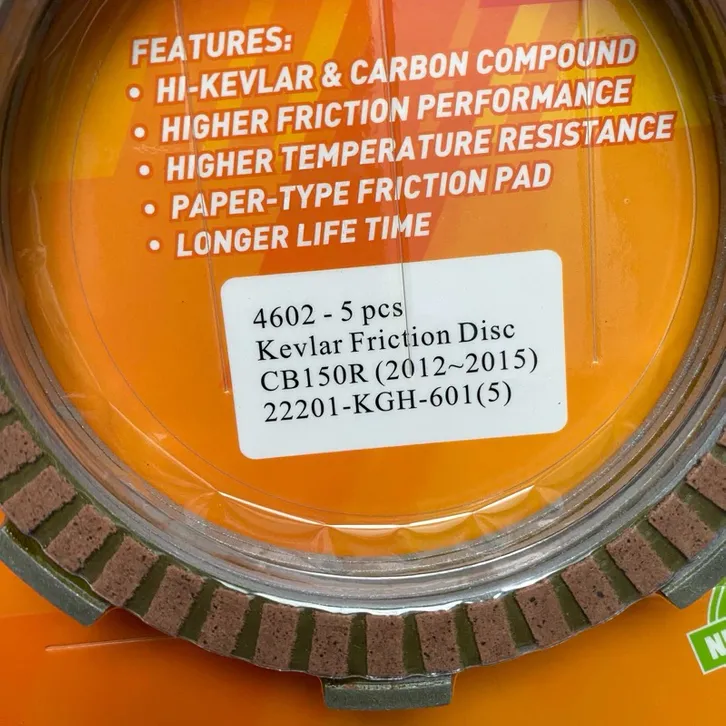 FEATURES:
• HI-KEVLAR & CARBON COMPOUND
• HIGHER FRICTION PERFORMANCE
• HIGHER TEMPERATURE RESISTANCE
• PAPER-TYPE FRICTION PAD
• LONGER LIFE TIME
4602 - 5 pcs
Kevlar Friction Disc
CB150R (2012~2015)
22201-KGH-601(5)